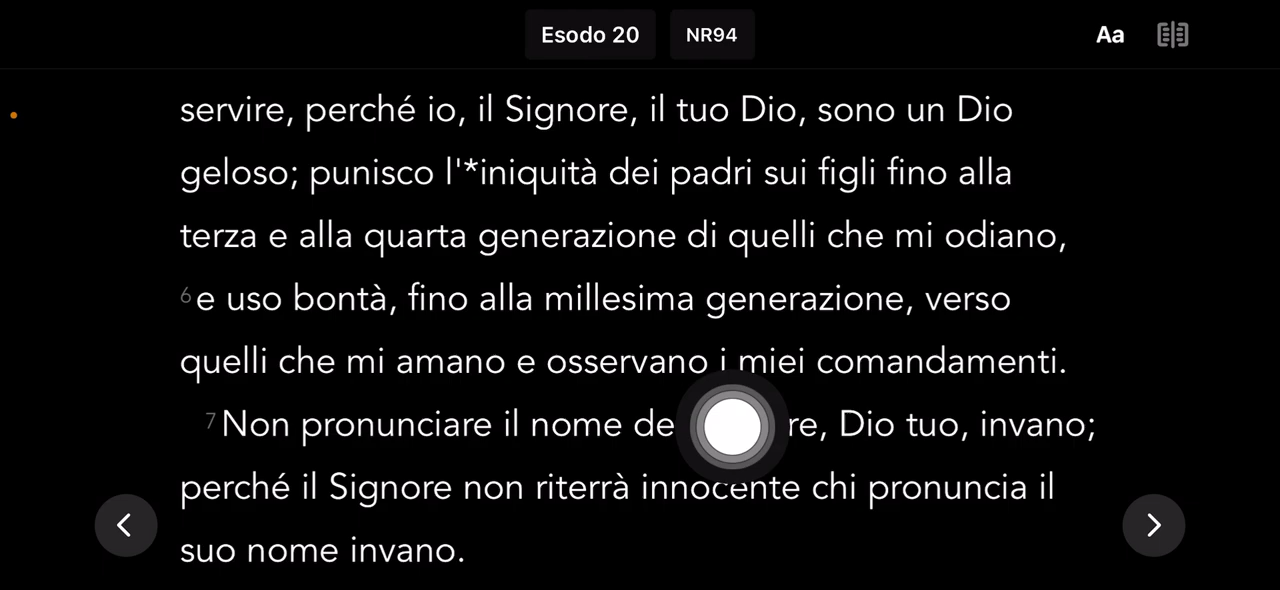 Esodo 20 NR94 Aa
servire, perché io, il Signore, il tuo Dio, sono un Dio
geloso; punisco l'*iniquità dei padri sui figli fino alla
terza e alla quarta generazione di quelli che mi odiano,
6 e uso bontà, fino alla millesima generazione, verso
quelli che mi amano e osservano i miei comandamenti.
7 Non pronunciare il nome Dio tuo, invano;
perché il Signore non riterrà innocente chi pronuncia il
suo nome invano.